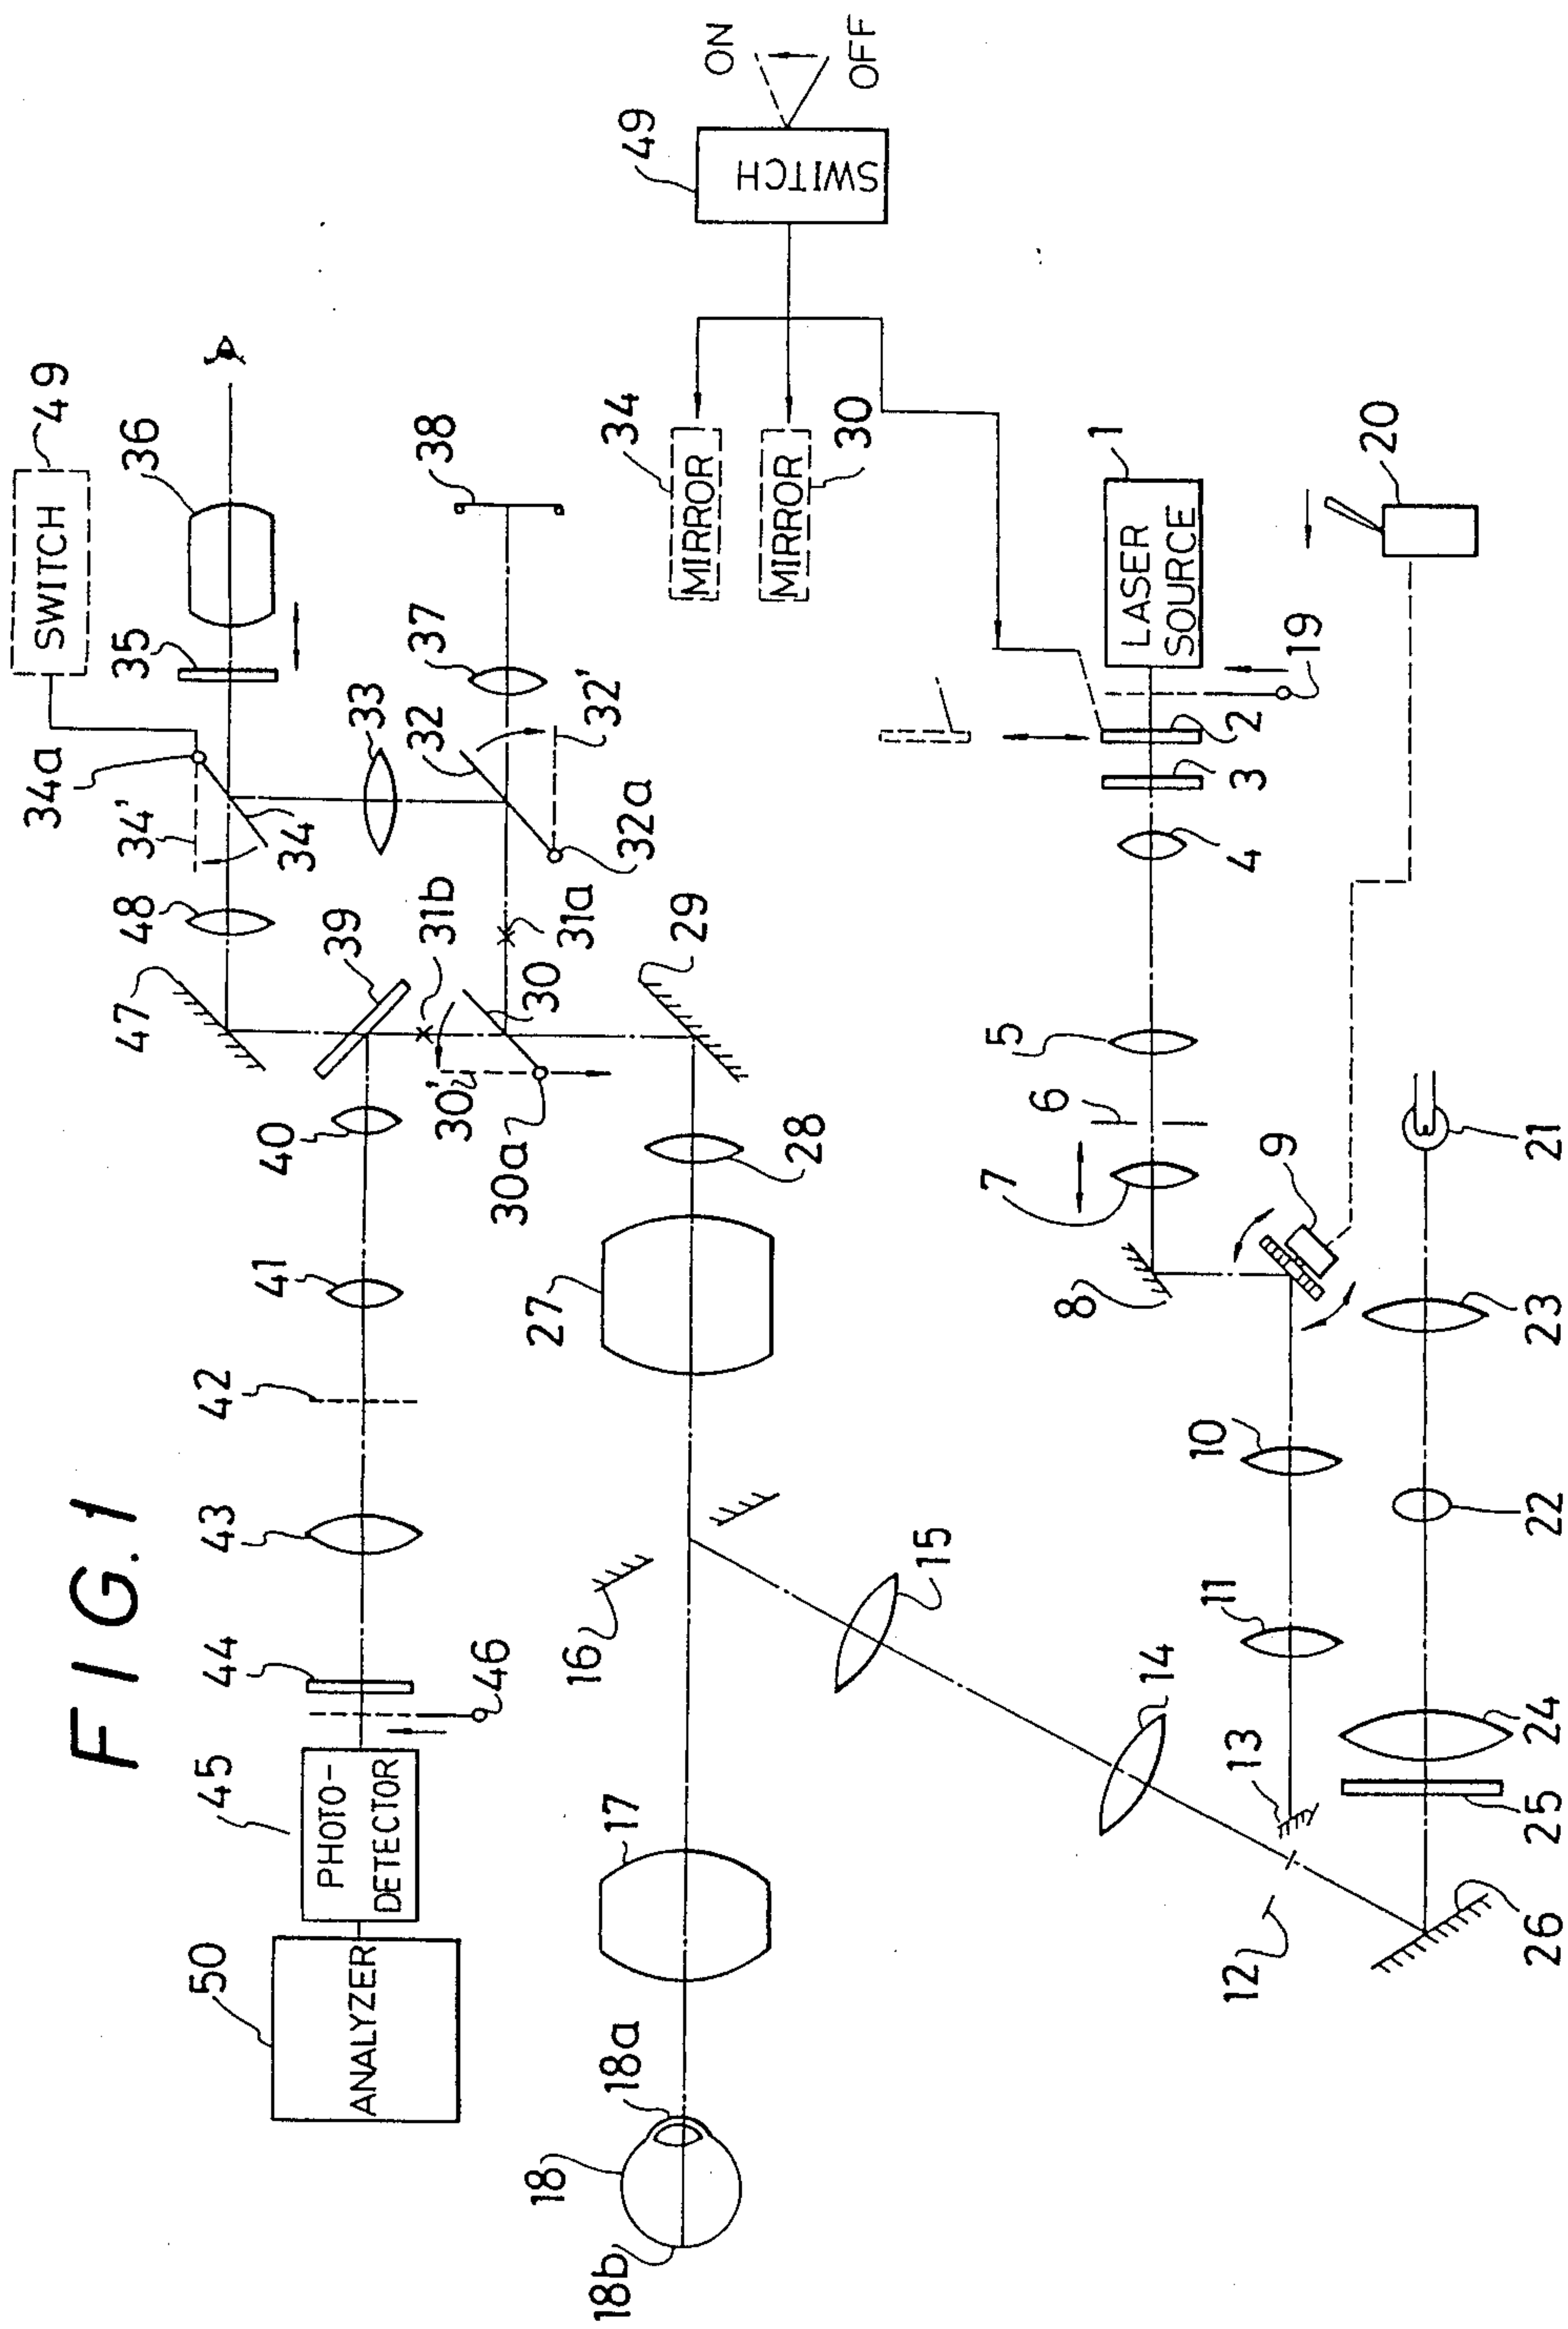 FIG. 1
50
ANALYZER
45
PHOTO-
DETECTOR
44
46
43
42
41
40
39
47
48
34'
34a
34
35
36
SWITCH
49
33
37
38
32
32'
32a
31b
31a
30
30'
30a
29
28
27
16
17
18
18a
18b
15
14
13
12
11
10
9
8
7
6
5
4
3
2
19
1
LASER
SOURCE
20
21
22
23
24
25
26
34
MIRROR
MIRROR
30
49
SWITCH
ON
OFF